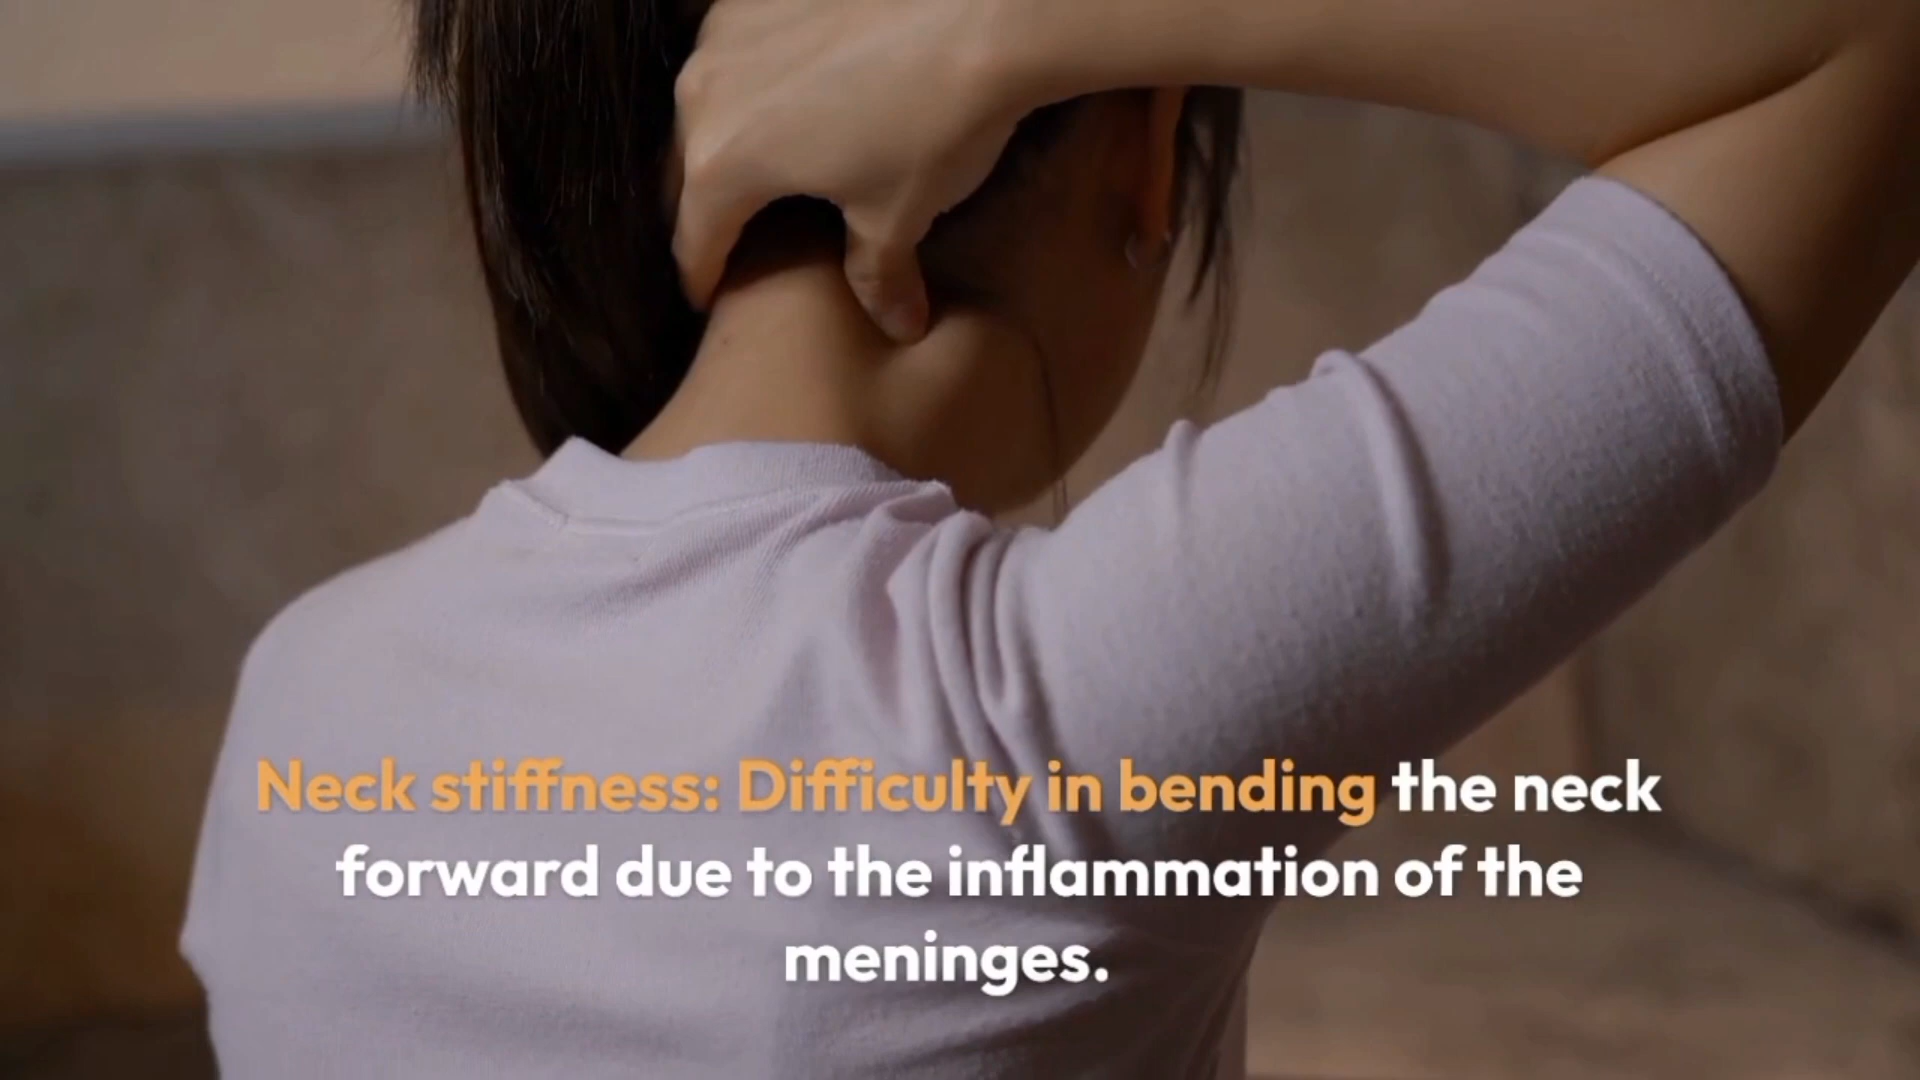 Neck stiffness: Difficulty in bending the neck
forward due to the inflammation of the
meninges.